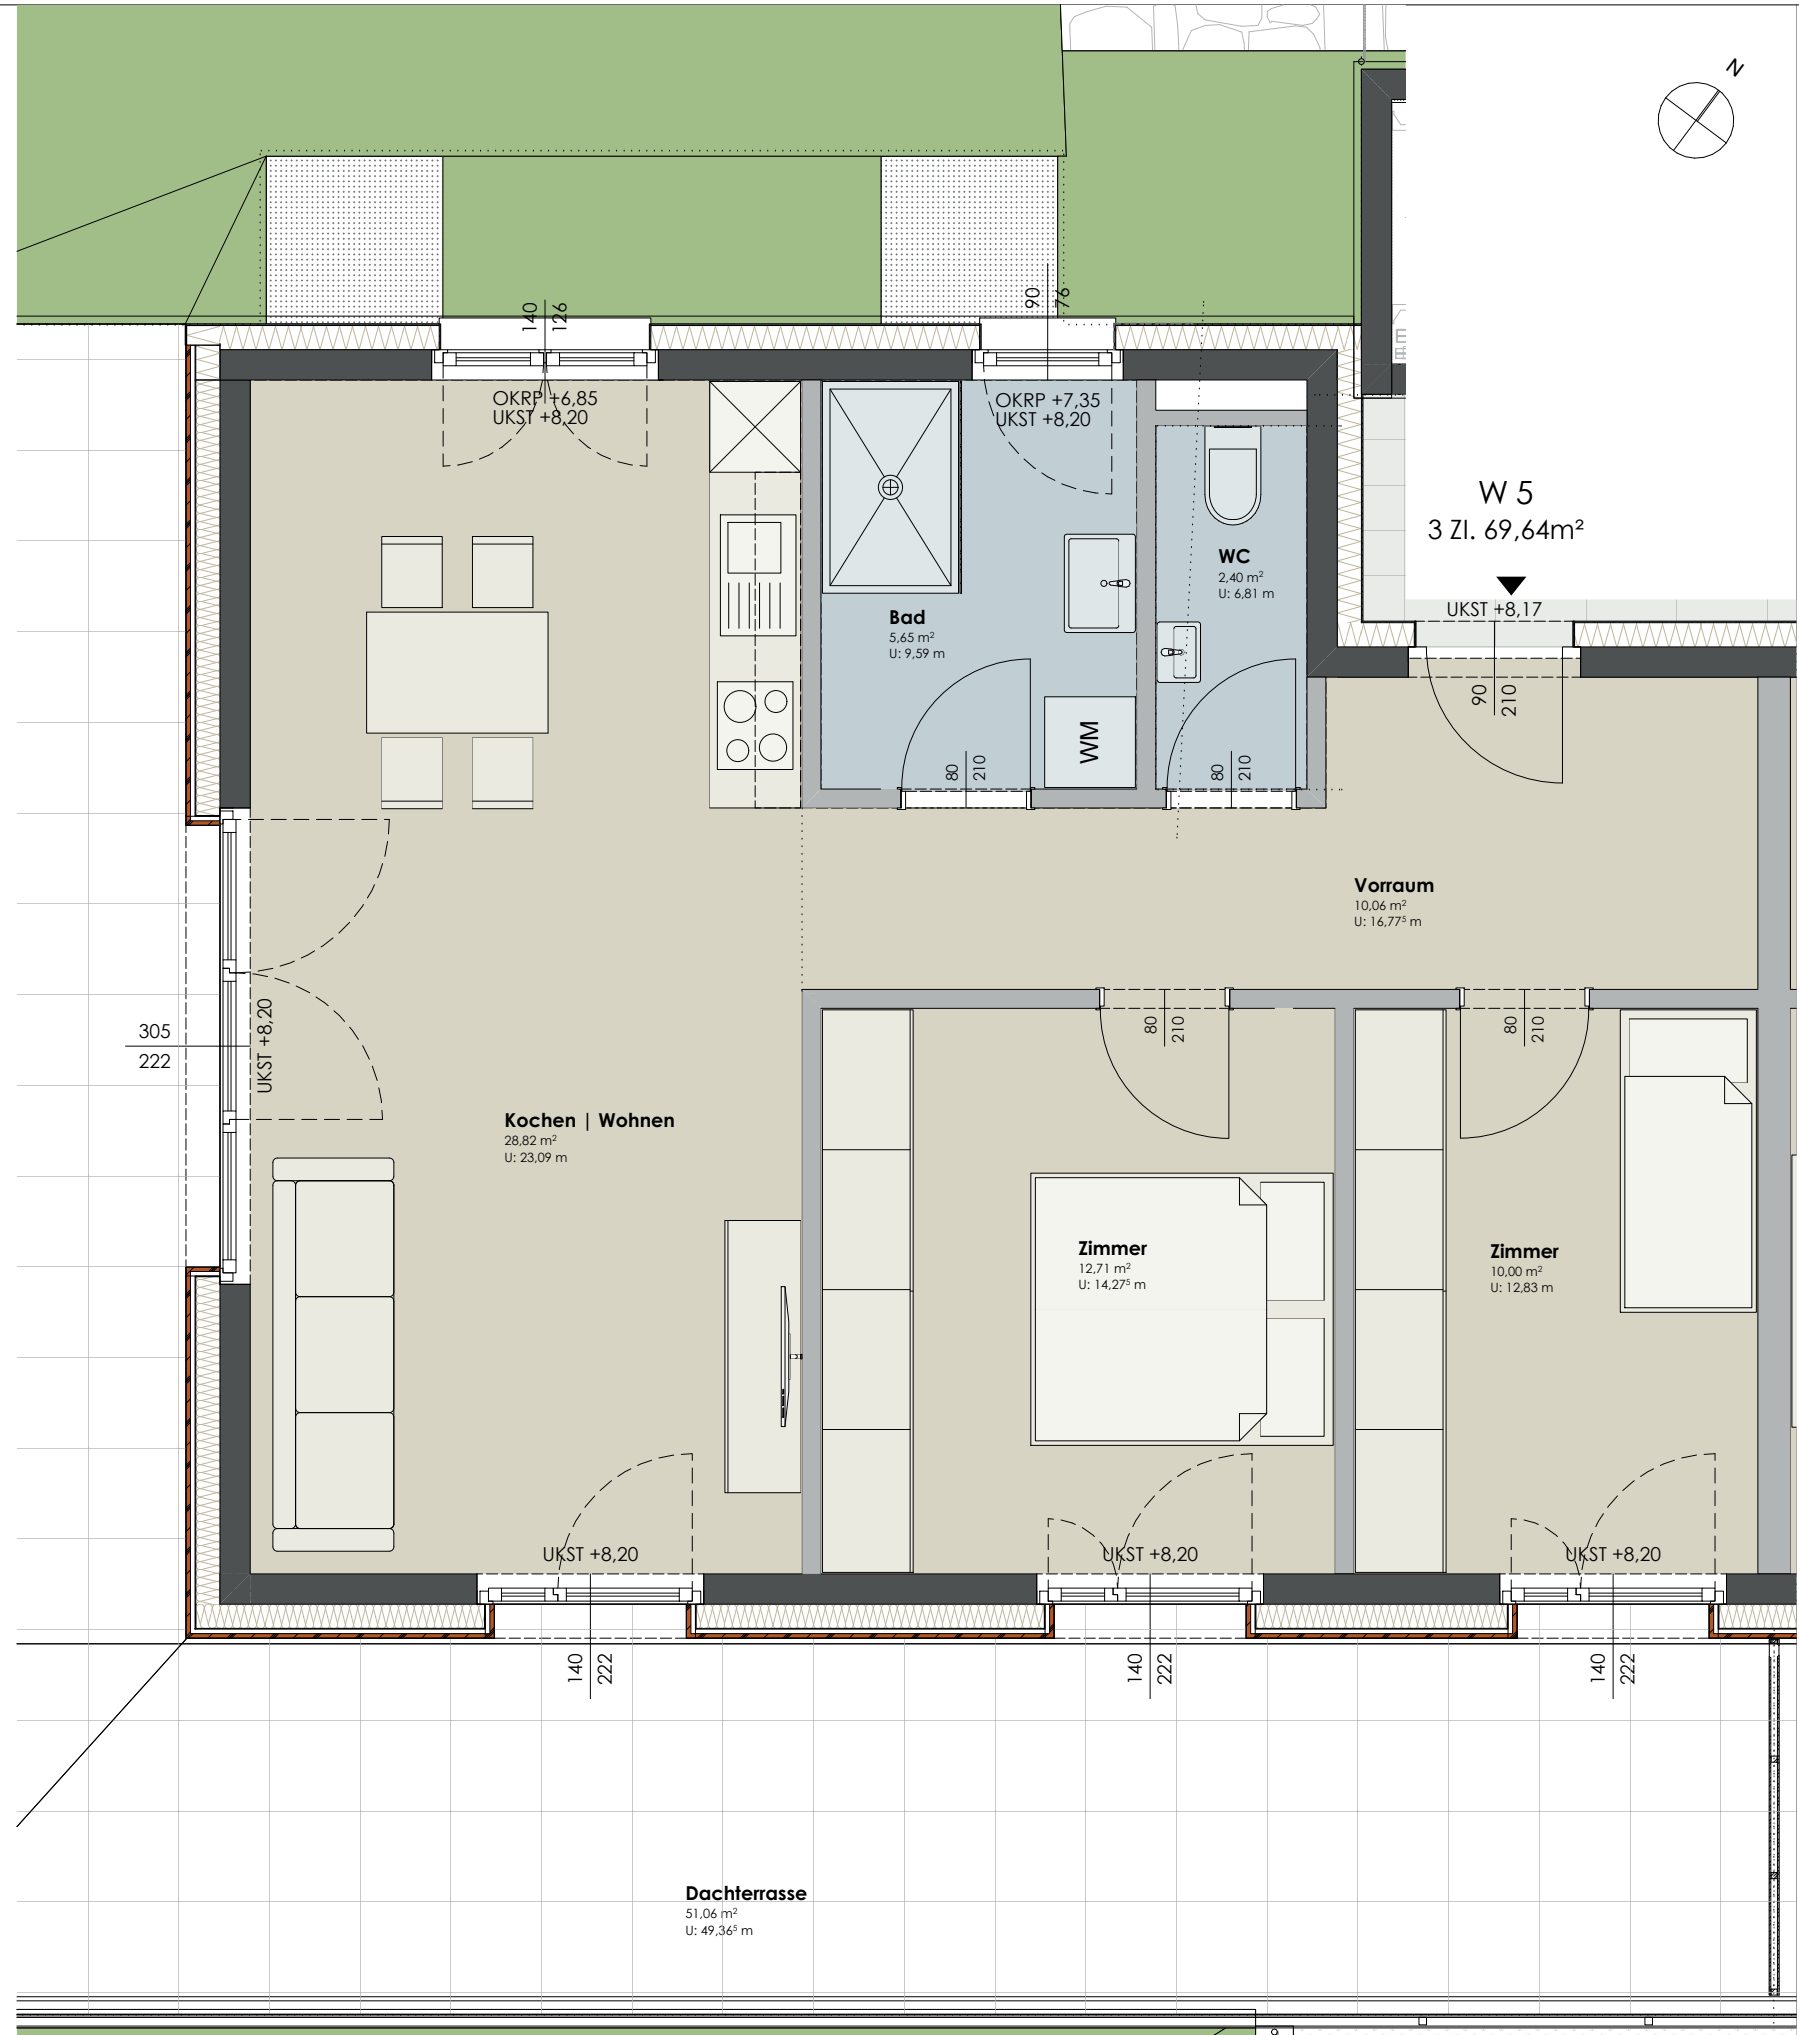 N
140
126
90
76
OKRP +6,85
UKST +8,20
OKRP +7,35
UKST +8,20
W 5
3 ZI. 69,64m²
UKST +8,17
WC
2,40 m²
U: 6,81 m
Bad
5,65 m²
U: 9,59 m
90
210
WM
80
210
80
210
Vorraum
10,06 m²
U: 16,77⁵ m
305
222
UKST +8,20
80
210
80
210
Kochen | Wohnen
28,82 m²
U: 23,09 m
Zimmer
12,71 m²
U: 14,27⁵ m
Zimmer
10,00 m²
U: 12,83 m
UKST +8,20
UKST +8,20
UKST +8,20
140
222
140
222
140
222
Dachterrasse
51,06 m²
U: 49,36⁵ m